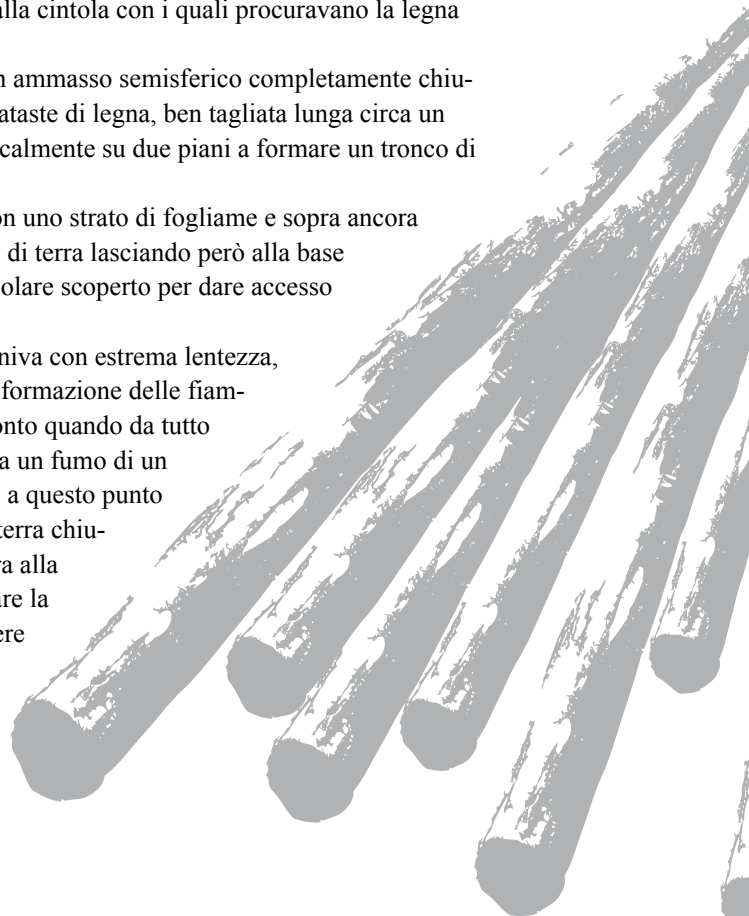 alla cintola con i quali procuravano la legna
n ammasso semisferico completamente chiu-
ataste di legna, ben tagliata lunga circa un
calmente su due piani a formare un tronco di
on uno strato di fogliame e sopra ancora
di terra lasciando però alla base
olare scoperto per dare accesso
niva con estrema lentezza,
formazione delle fiam-
onto quando da tutto
a un fumo di un
a questo punto
terra chiu-
a alla
are la
ere